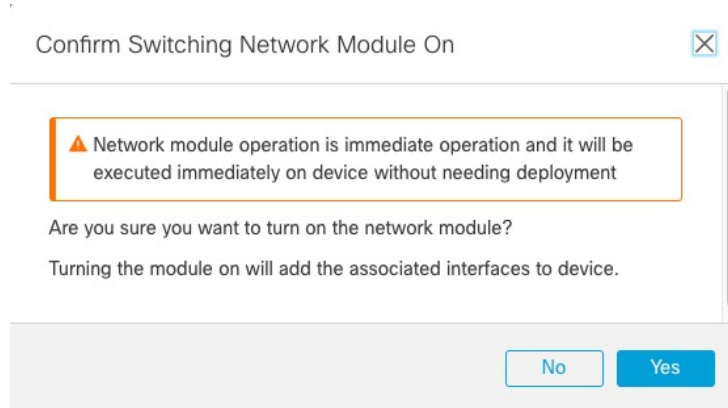 Confirm Switching Network Module On
Network module operation is immediate operation and it will be
executed immediately on device without needing deployment
Are you sure you want to turn on the network module?
Turning the module on will add the associated interfaces to device.
No
Yes